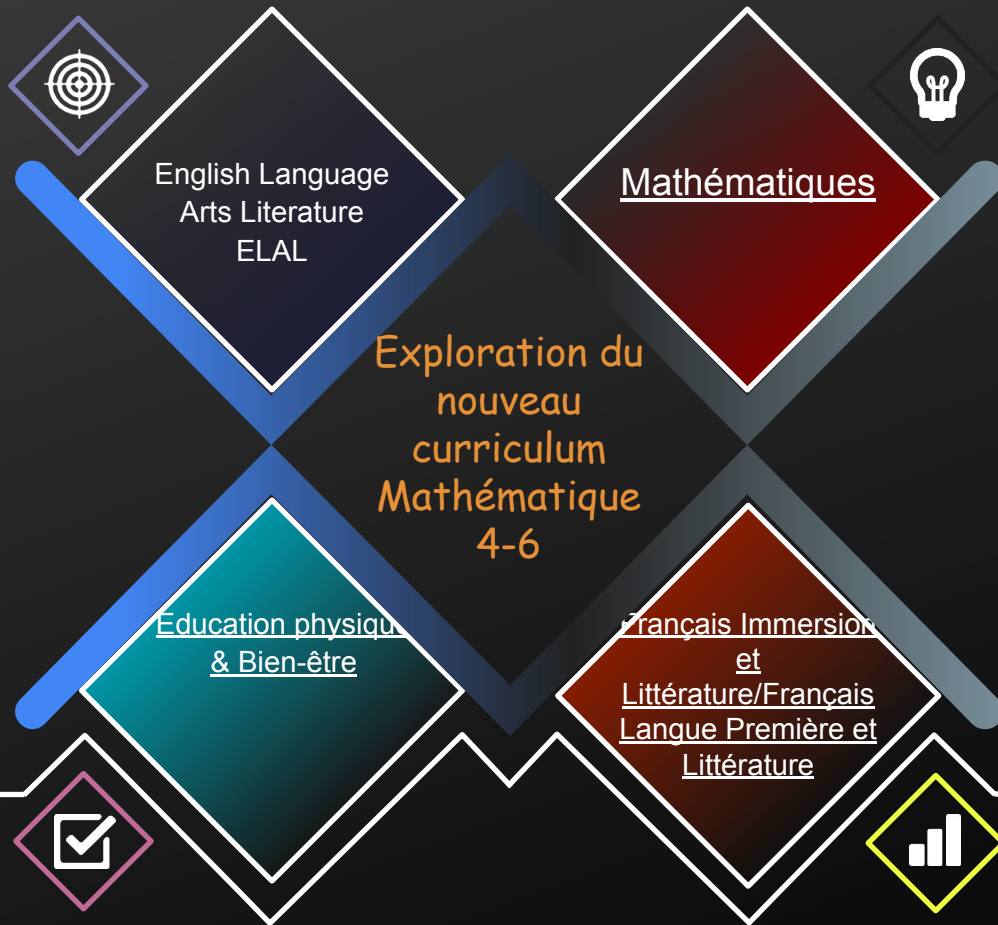 English Language
Arts Literature
ELAL
Mathématiques
Exploration du
nouveau
curriculum
Mathématique
4-6
Education physique
& Bien-être
Français Immersion
et
Littérature/Français
Langue Première et
Littérature